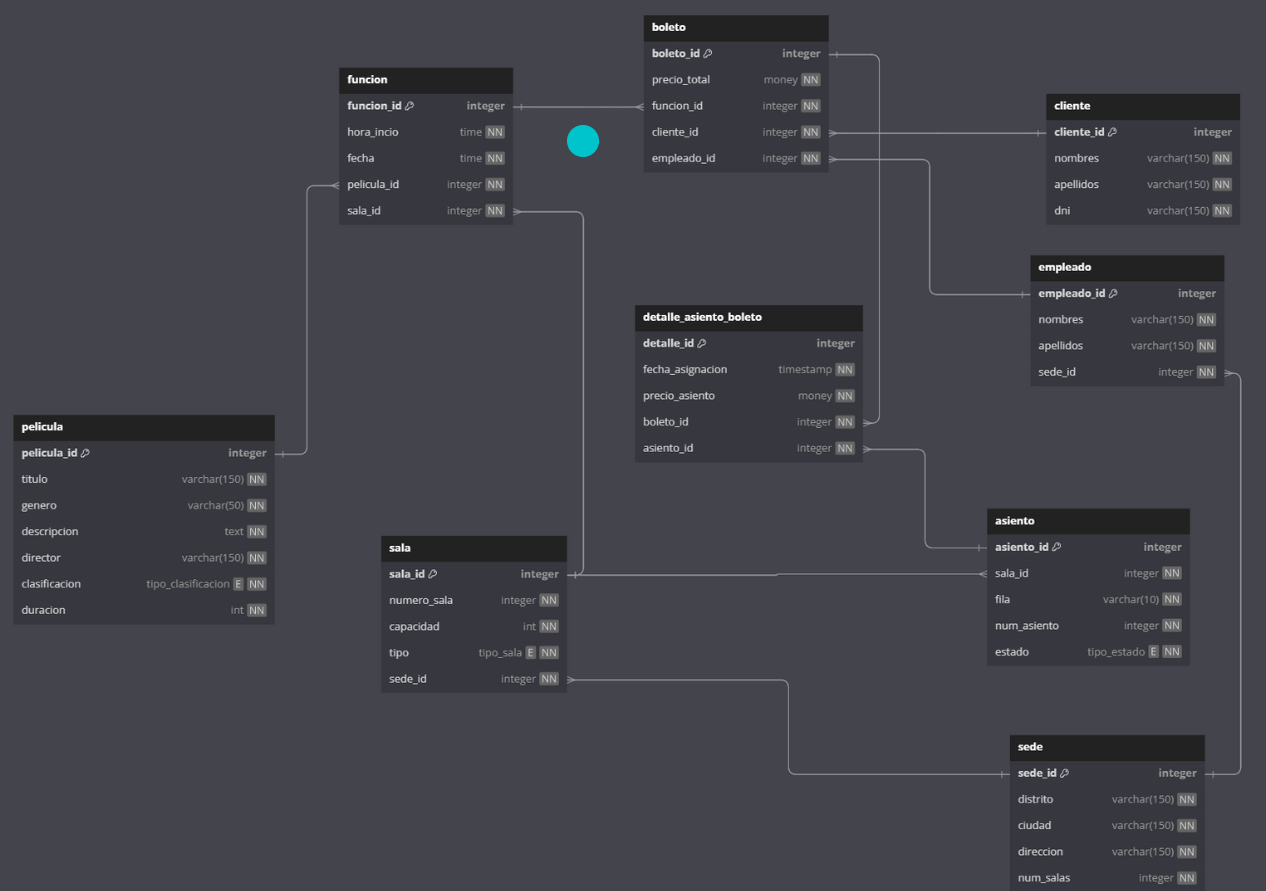 boleto
boleto_id integer
precio_total money NN
funcion_id integer NN
cliente_id integer NN
empleado_id integer NN
funcion
funcion_id integer
hora_incio time NN
fecha time NN
pelicula_id integer NN
sala_id integer NN
cliente
cliente_id integer
nombres varchar(150) NN
apellidos varchar(150) NN
dni varchar(150) NN
empleado
empleado_id integer
nombres varchar(150) NN
apellidos varchar(150) NN
sede_id integer NN
detalle_asiento_boleto
detalle_id integer
fecha_asignacion timestamp NN
precio_asiento money NN
boleto_id integer NN
asiento_id integer NN
pelicula
pelicula_id integer
titulo varchar(150) NN
genero varchar(50) NN
descripcion text NN
director varchar(150) NN
clasificacion tipo_clasificacion E NN
duracion int NN
sala
sala_id integer
numero_sala integer NN
capacidad int NN
tipo tipo_sala E NN
sede_id integer NN
asiento
asiento_id integer
sala_id integer NN
fila varchar(10) NN
num_asiento integer NN
estado tipo_estado E NN
sede
sede_id integer
distrito varchar(150) NN
ciudad varchar(150) NN
direccion varchar(150) NN
num_salas integer NN